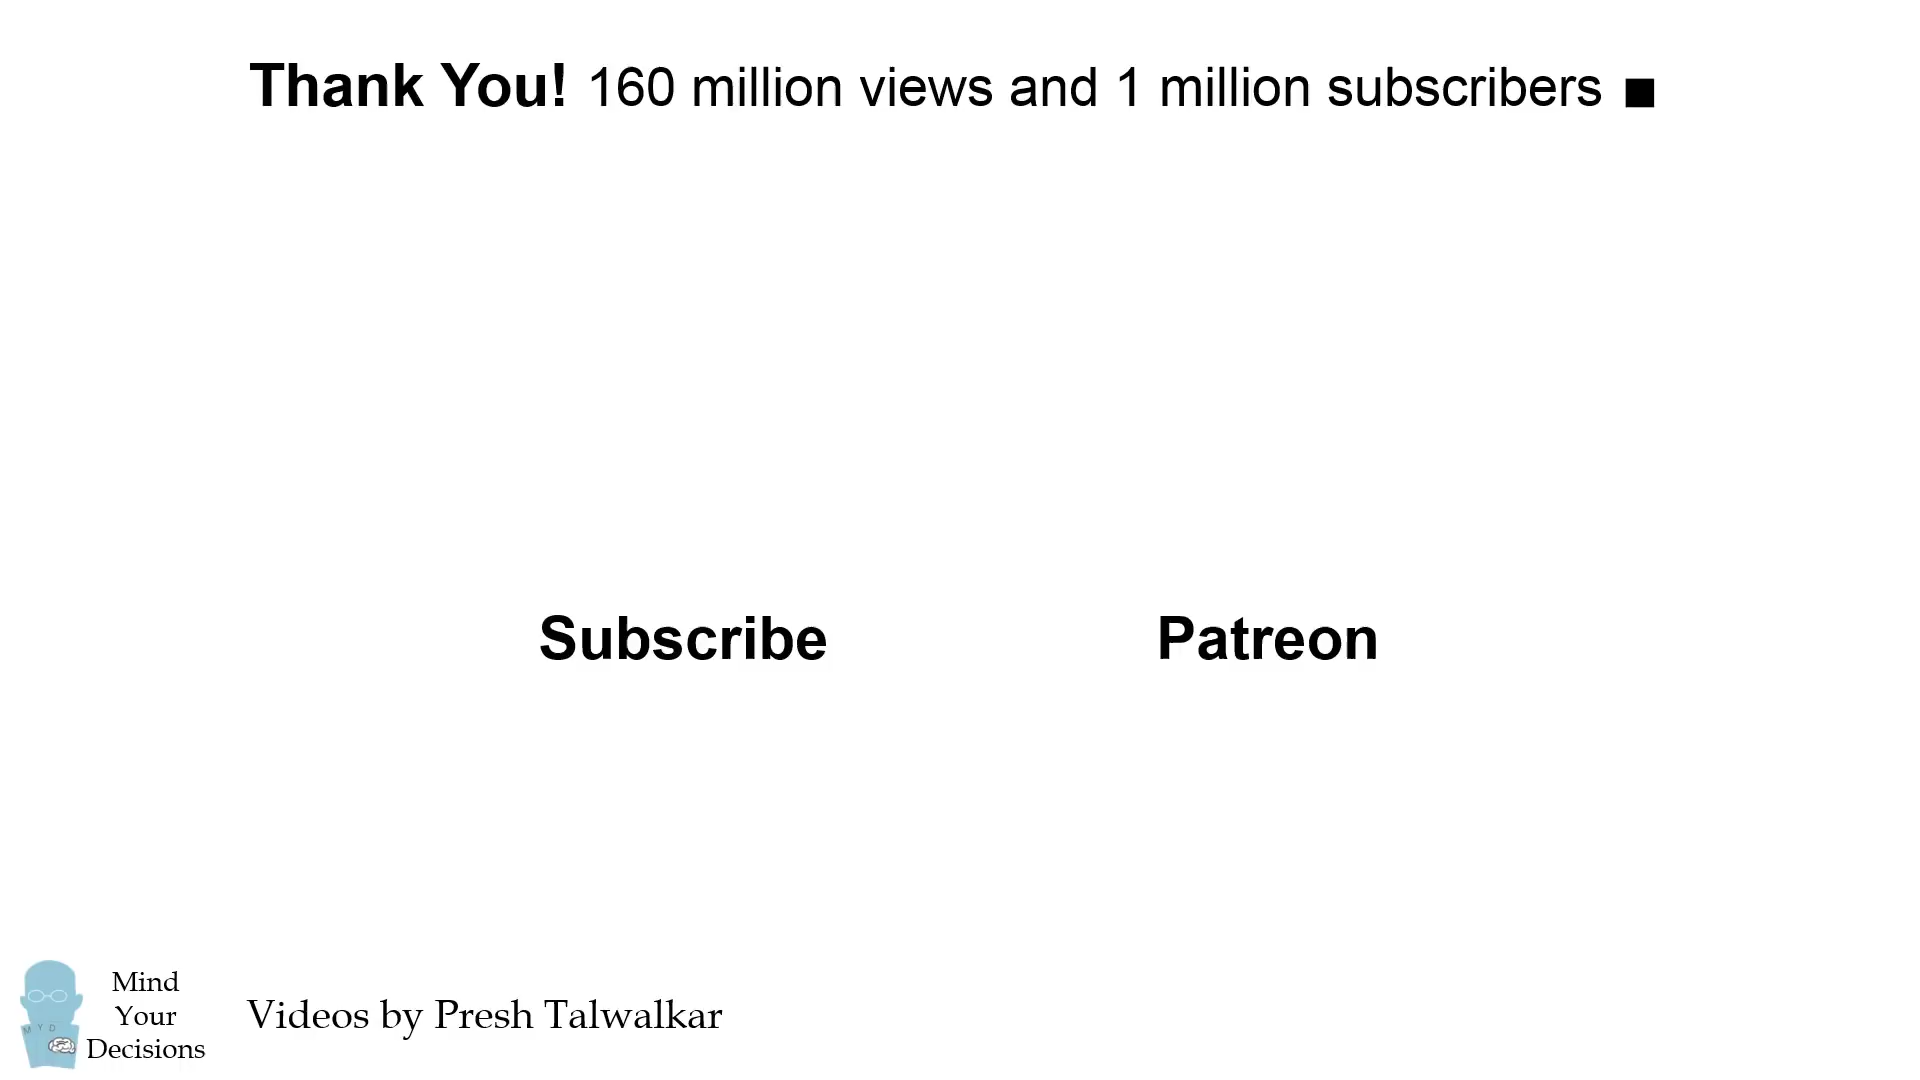 Thank You! 160 million views and 1 million subscribers ■
Subscribe
Patreon
M Y D
Mind
Your
Decisions
Videos by Presh Talwalkar